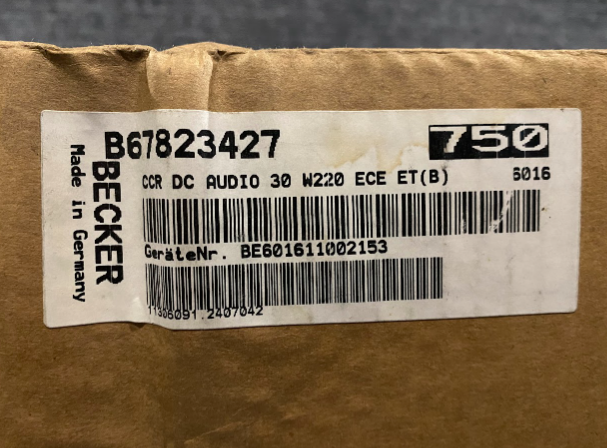 B67823427 750
CCR DC AUDIO 30 W220 ECE ET(B) 6016
GeräteNr. BE601611002153
11306091.2407042
BECKER
Made in Germany